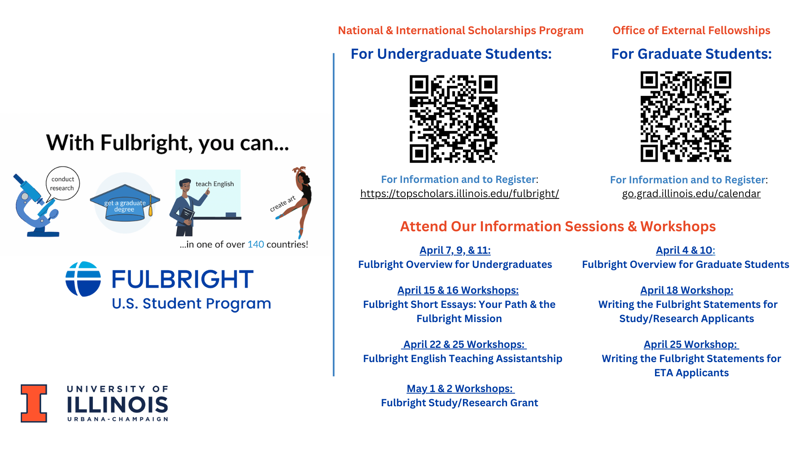 With Fulbright, you can...
conduct
research
get a graduate
degree
teach English
create art
...in one of over 140 countries!
FULBRIGHT
U.S. Student Program
UNIVERSITY OF
ILLINOIS
URBANA-CHAMPAIGN
National & International Scholarships Program
For Undergraduate Students:
For Information and to Register:
https://topscholars.illinois.edu/fulbright/
Office of External Fellowships
For Graduate Students:
For Information and to Register:
go.grad.illinois.edu/calendar
Attend Our Information Sessions & Workshops
April 7, 9, & 11:
Fulbright Overview for Undergraduates
April 15 & 16 Workshops:
Fulbright Short Essays: Your Path & the
Fulbright Mission
April 22 & 25 Workshops:
Fulbright English Teaching Assistantship
May 1 & 2 Workshops:
Fulbright Study/Research Grant
April 4 & 10:
Fulbright Overview for Graduate Students
April 18 Workshop:
Writing the Fulbright Statements for
Study/Research Applicants
April 25 Workshop:
Writing the Fulbright Statements for
ETA Applicants